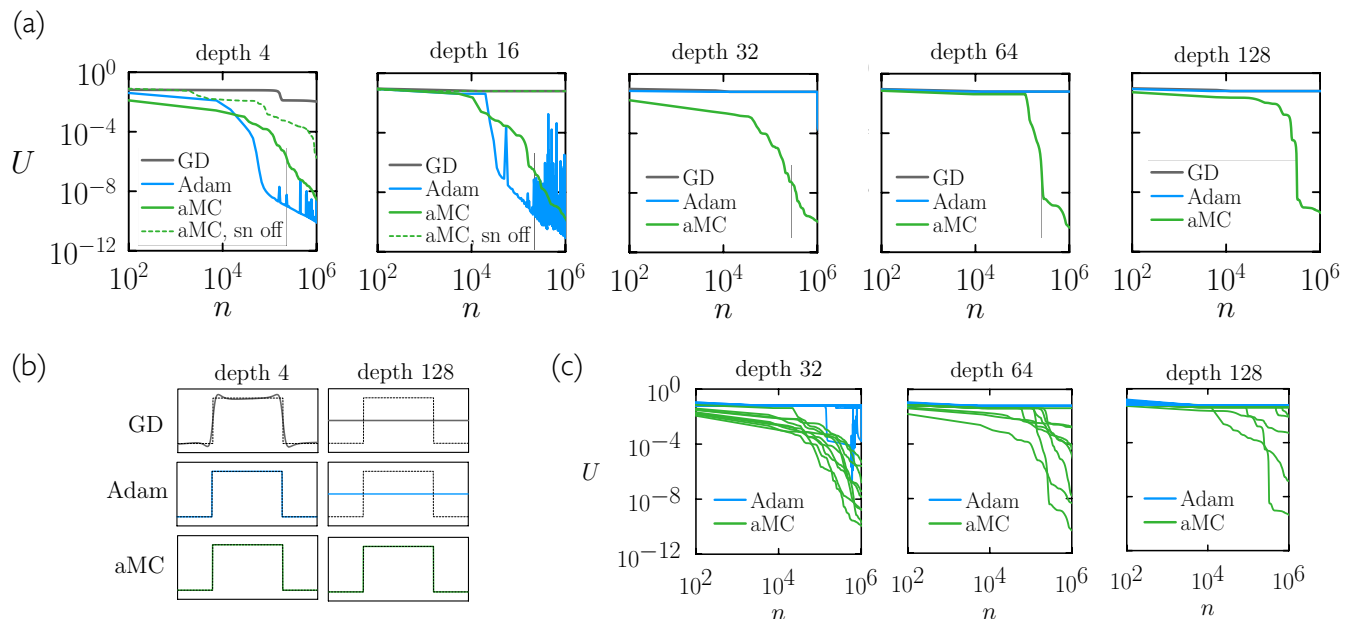 (a)
depth 4
depth 16
depth 32
depth 64
depth 128
U
10^0
10^-4
10^-8
10^-12
GD
Adam
aMC
aMC, sn off
10^2
10^4
10^6
n
GD
Adam
aMC
aMC, sn off
10^2
10^4
10^6
n
GD
Adam
aMC
10^2
10^4
10^6
n
GD
Adam
aMC
10^2
10^4
10^6
n
GD
Adam
aMC
10^2
10^4
10^6
n
(b)
depth 4
depth 128
GD
Adam
aMC
(c)
depth 32
depth 64
depth 128
U
10^0
10^-4
10^-8
10^-12
Adam
aMC
10^2
10^4
10^6
n
Adam
aMC
10^2
10^4
10^6
n
Adam
aMC
10^2
10^4
10^6
n